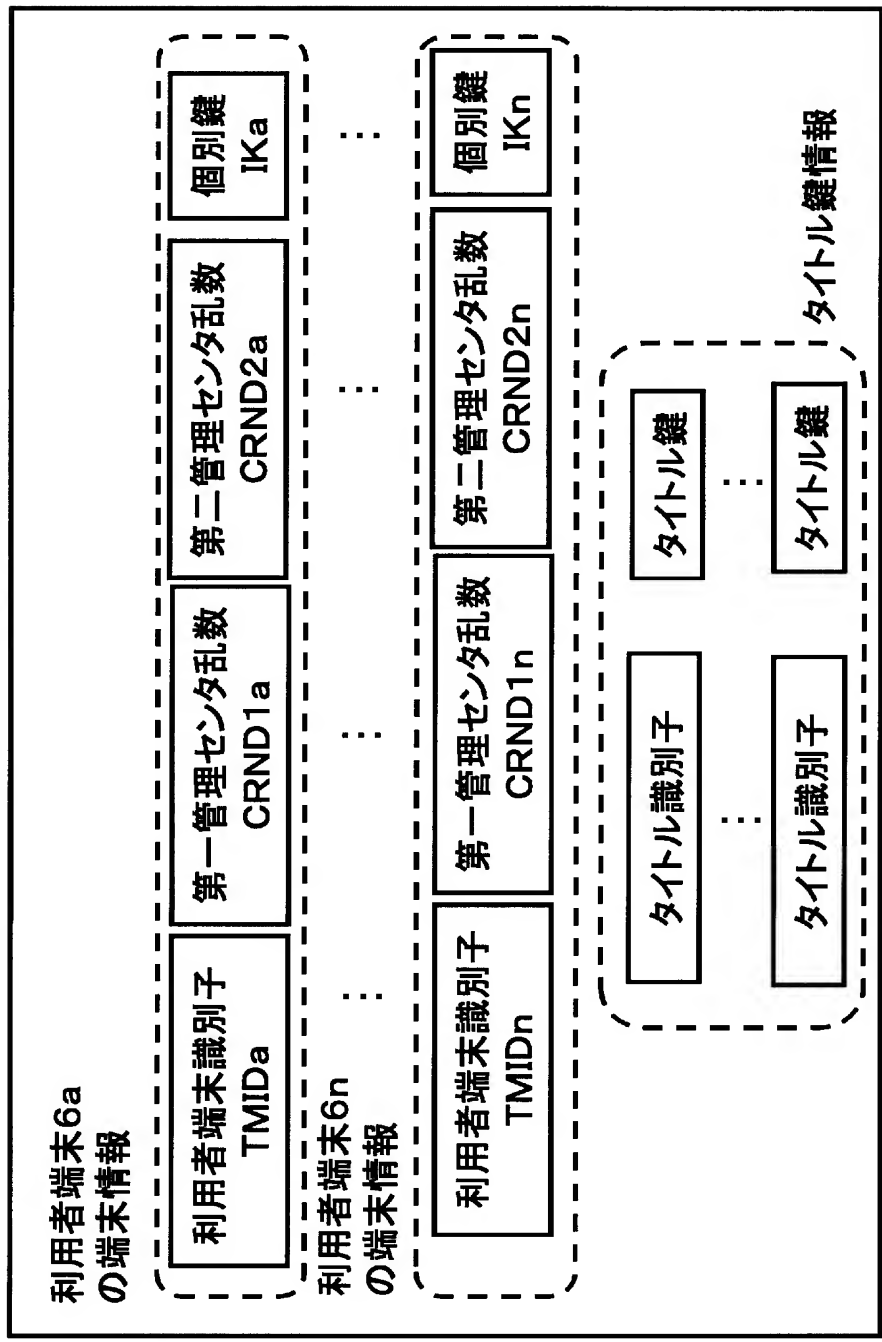 利用者端末6a
の端末情報
利用者端末識別子
TMIDa
第一管理センタ乱数
CRND1a
第二管理センタ乱数
CRND2a
個別鍵
IKa
利用者端末6n
の端末情報
…
…
…
…
利用者端末識別子
TMIDn
第一管理センタ乱数
CRND1n
第二管理センタ乱数
CRND2n
個別鍵
IKn
タイトル識別子
タイトル鍵
…
…
タイトル識別子
タイトル鍵
タイトル鍵情報